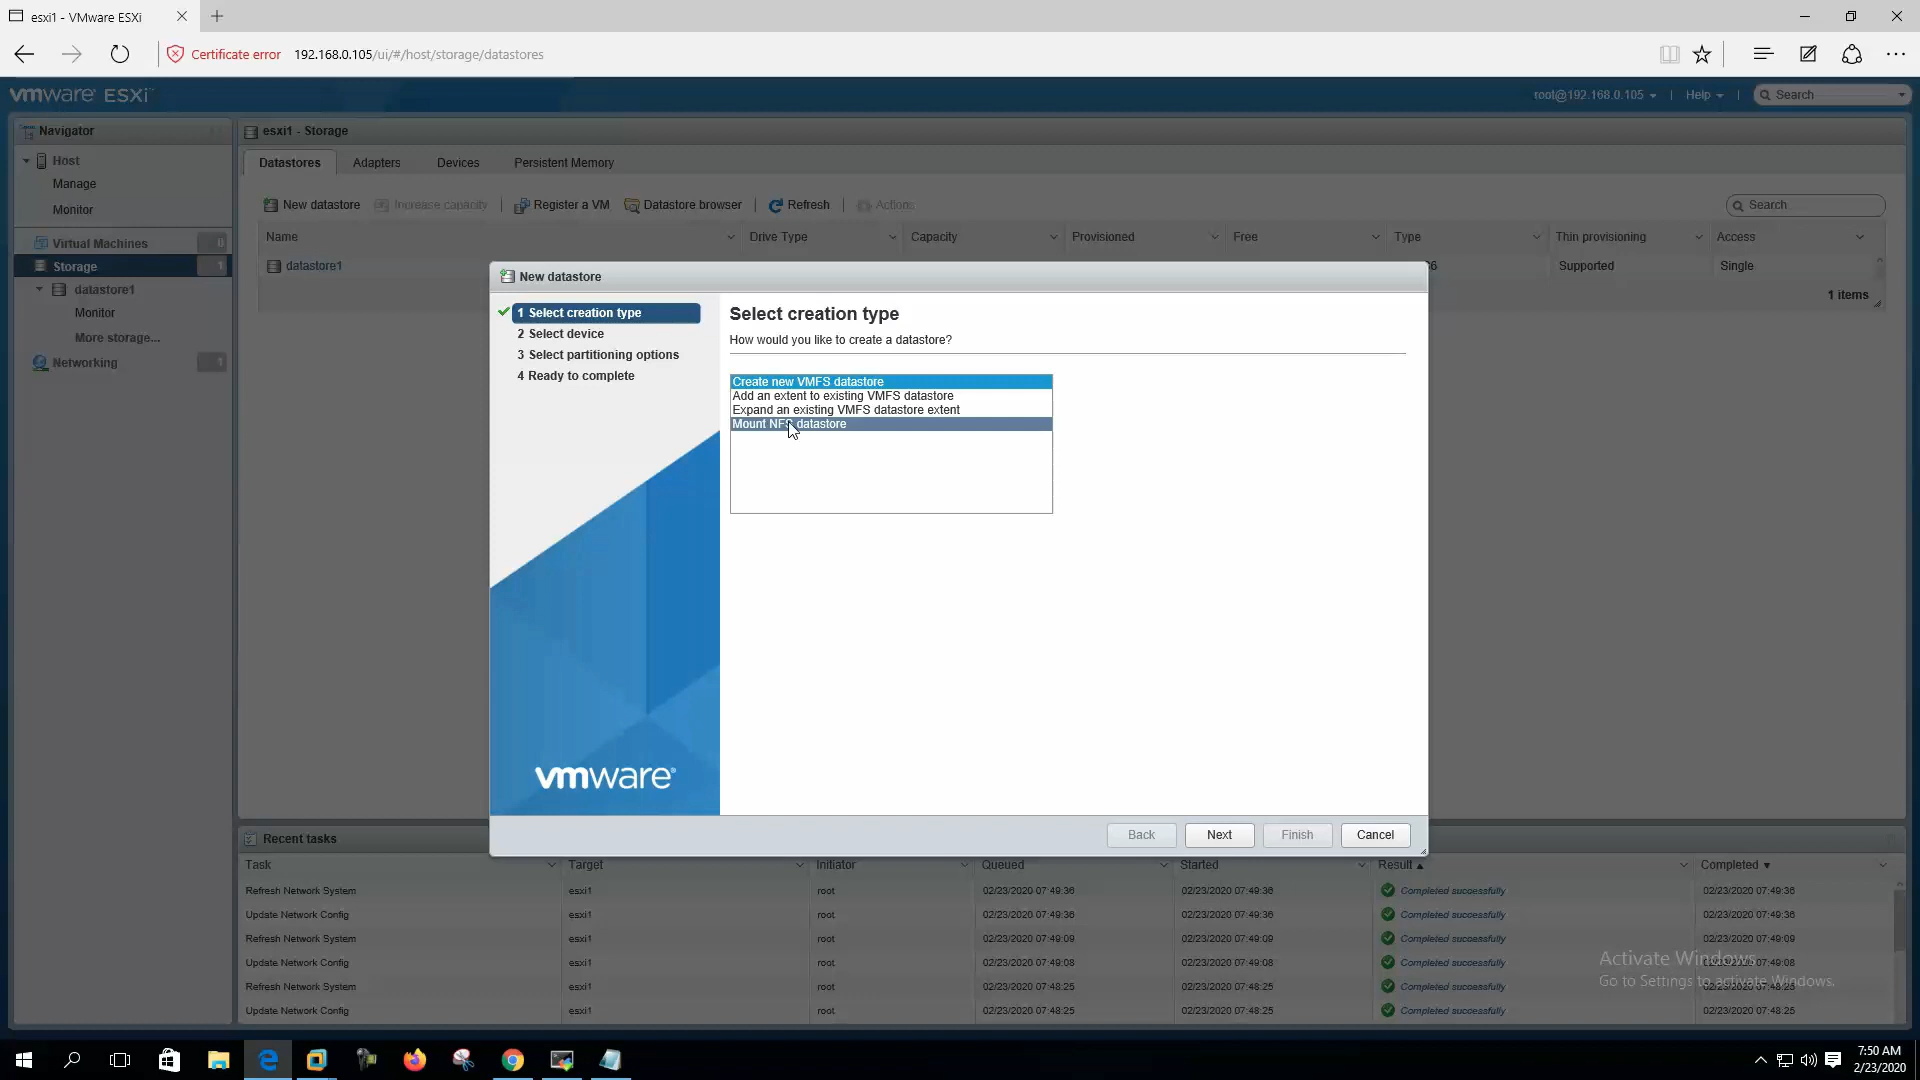 esxi1 - VMware ESXi
Certificate error 192.168.0.105/ui/#/host/storage/datastores
vmware ESXi
root@192.168.0.105 | Help | Search
Navigator
Host
Manage
Monitor
Virtual Machines 0
Storage 1
datastore1
Monitor
More storage...
Networking 1
esxi1 - Storage
Datastores Adapters Devices Persistent Memory
New datastore Increase capacity | Register a VM Datastore browser | Refresh | Actions
Search
Name Drive Type Capacity Provisioned Free Type Thin provisioning Access
datastore1 Supported Single
1 items
New datastore
1 Select creation type
2 Select device
3 Select partitioning options
4 Ready to complete
vmware
Select creation type
How would you like to create a datastore?
Create new VMFS datastore
Add an extent to existing VMFS datastore
Expand an existing VMFS datastore extent
Mount NFS datastore
Back Next Finish Cancel
Recent tasks
Task Target Initiator Queued Started Result Completed
Refresh Network System esxi1 root 02/23/2020 07:49:36 02/23/2020 07:49:36 Completed successfully 02/23/2020 07:49:36
Update Network Config esxi1 root 02/23/2020 07:49:36 02/23/2020 07:49:36 Completed successfully 02/23/2020 07:49:36
Refresh Network System esxi1 root 02/23/2020 07:49:09 02/23/2020 07:49:09 Completed successfully 02/23/2020 07:49:09
Update Network Config esxi1 root 02/23/2020 07:49:08 02/23/2020 07:49:08 Completed successfully 02/23/2020 07:49:08
Refresh Network System esxi1 root 02/23/2020 07:48:25 02/23/2020 07:48:25 Completed successfully 02/23/2020 07:48:25
Update Network Config esxi1 root 02/23/2020 07:48:25 02/23/2020 07:48:25 Completed successfully 02/23/2020 07:48:25
Activate Windows
Go to Settings to activate Windows.
7:50 AM
2/23/2020